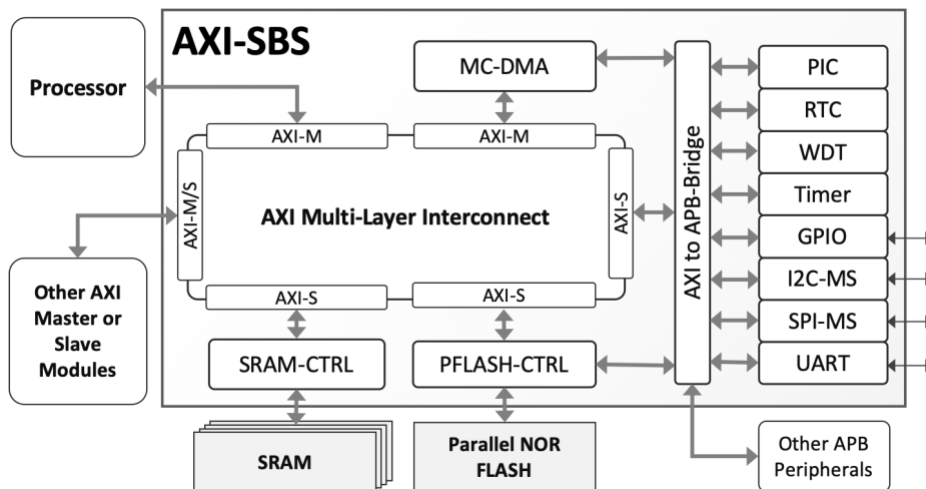 AXI-SBS
Processor
MC-DMA
AXI-M
AXI-M
AXI-M/S
AXI Multi-Layer Interconnect
AXI-S
AXI-S
AXI-S
AXI to APB-Bridge
PIC
RTC
WDT
Timer
GPIO
I2C-MS
SPI-MS
UART
Other AXI
Master or
Slave
Modules
SRAM-CTRL
PFLASH-CTRL
SRAM
Parallel NOR
FLASH
Other APB
Peripherals